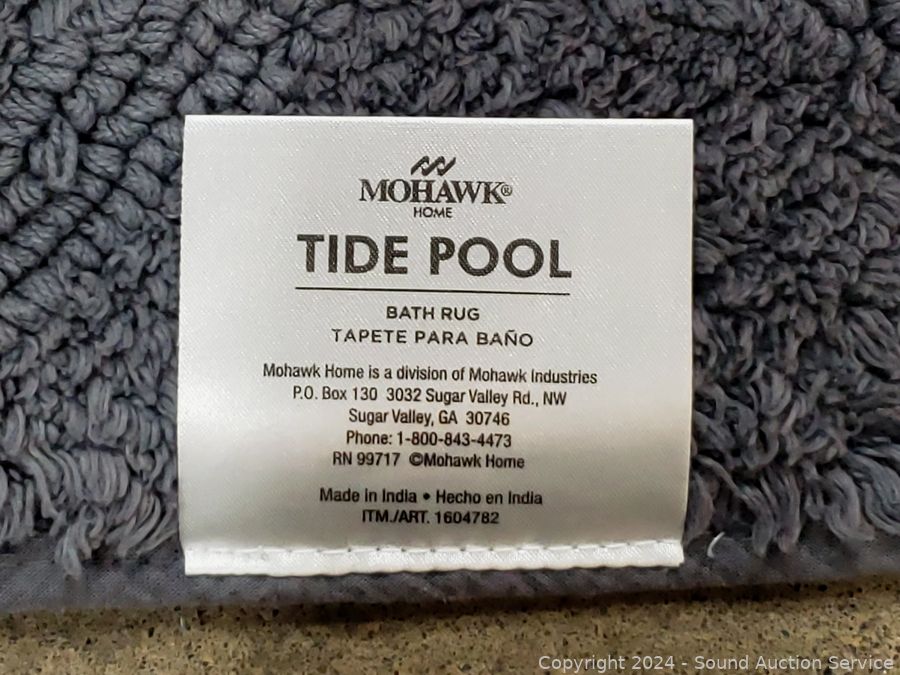 MOHAWK®
HOME
TIDE POOL
BATH RUG
TAPETE PARA BAÑO
Mohawk Home is a division of Mohawk Industries
P.O. Box 130 3032 Sugar Valley Rd., NW
Sugar Valley, GA 30746
Phone: 1-800-843-4473
RN 99717 ©Mohawk Home
Made in India • Hecho en India
ITM./ART. 1604782
Copyright 2024 - Sound Auction Service